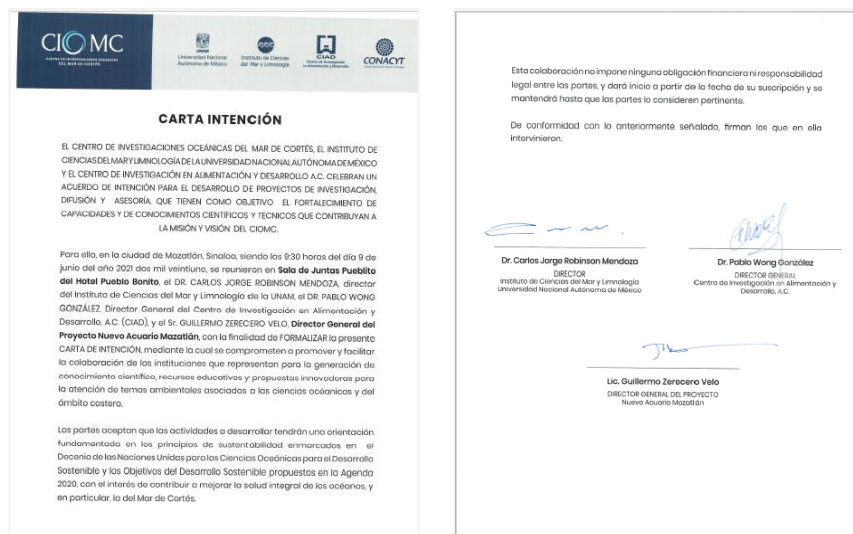 CIOMC
CENTRO DE INVESTIGACIONES OCEÁNICAS
DEL MAR DE CORTÉS
Universidad Nacional
Autónoma de México
Instituto de Ciencias
del Mar y Limnología
CIAD
Centro de Investigación
en Alimentación y Desarrollo
CONACYT
CARTA INTENCIÓN
EL CENTRO DE INVESTIGACIONES OCEÁNICAS DEL MAR DE CORTÉS, EL INSTITUTO DE
CIENCIAS DEL MAR Y LIMNOLOGÍA DE LA UNIVERSIDAD NACIONAL AUTÓNOMA DE MÉXICO
Y EL CENTRO DE INVESTIGACIÓN EN ALIMENTACIÓN Y DESARROLLO A.C. CELEBRAN UN
ACUERDO DE INTENCIÓN PARA EL DESARROLLO DE PROYECTOS DE INVESTIGACIÓN,
DIFUSIÓN Y ASESORÍA, QUE TIENEN COMO OBJETIVO EL FORTALECIMIENTO DE
CAPACIDADES Y DE CONOCIMIENTOS CIENTÍFICOS Y TÉCNICOS QUE CONTRIBUYAN A
LA MISIÓN Y VISIÓN DEL CIOMC.
Para ello, en la ciudad de Mazatlán, Sinaloa, siendo las 9:30 horas del día 9 de
junio del año 2021 dos mil veintiuno, se reunieron en Sala de Juntas Pueblito
del Hotel Pueblo Bonito, el DR. CARLOS JORGE ROBINSON MENDOZA, director
del Instituto de Ciencias del Mar y Limnología de la UNAM, el DR. PABLO WONG
GONZÁLEZ, Director General del Centro de Investigación en Alimentación y
Desarrollo, A.C. (CIAD), y el Sr. GUILLERMO ZERECERO VELO, Director General del
Proyecto Nuevo Acuario Mazatlán, con la finalidad de FORMALIZAR la presente
CARTA DE INTENCIÓN, mediante la cual se comprometen a promover y facilitar
la colaboración de las instituciones que representan para la generación de
conocimiento científico, recursos educativos y propuestas innovadoras para
la atención de temas ambientales asociados a las ciencias oceánicas y del
ámbito costero.
Las partes aceptan que las actividades a desarrollar tendrán una orientación
fundamentada en los principios de sustentabilidad enmarcados en el
Decenio de las Naciones Unidas para las Ciencias Oceánicas para el Desarrollo
Sostenible y los Objetivos del Desarrollo Sostenible propuestos en la Agenda
2020, con el interés de contribuir a mejorar la salud integral de los océanos, y
en particular, la del Mar de Cortés.
Esta colaboración no impone ninguna obligación financiera ni responsabilidad
legal entre las partes, y dará inicio a partir de la fecha de su suscripción y se
mantendrá hasta que las partes lo consideren pertinente.
De conformidad con lo anteriormente señalado, firman los que en ella
intervinieron.
Dr. Carlos Jorge Robinson Mendoza
DIRECTOR
Instituto de Ciencias del Mar y Limnología
Universidad Nacional Autónoma de México
Dr. Pablo Wong González
DIRECTOR GENERAL
Centro de Investigación en Alimentación y
Desarrollo, A.C.
Lic. Guillermo Zerecero Velo
DIRECTOR GENERAL DEL PROYECTO
Nuevo Acuario Mazatlán